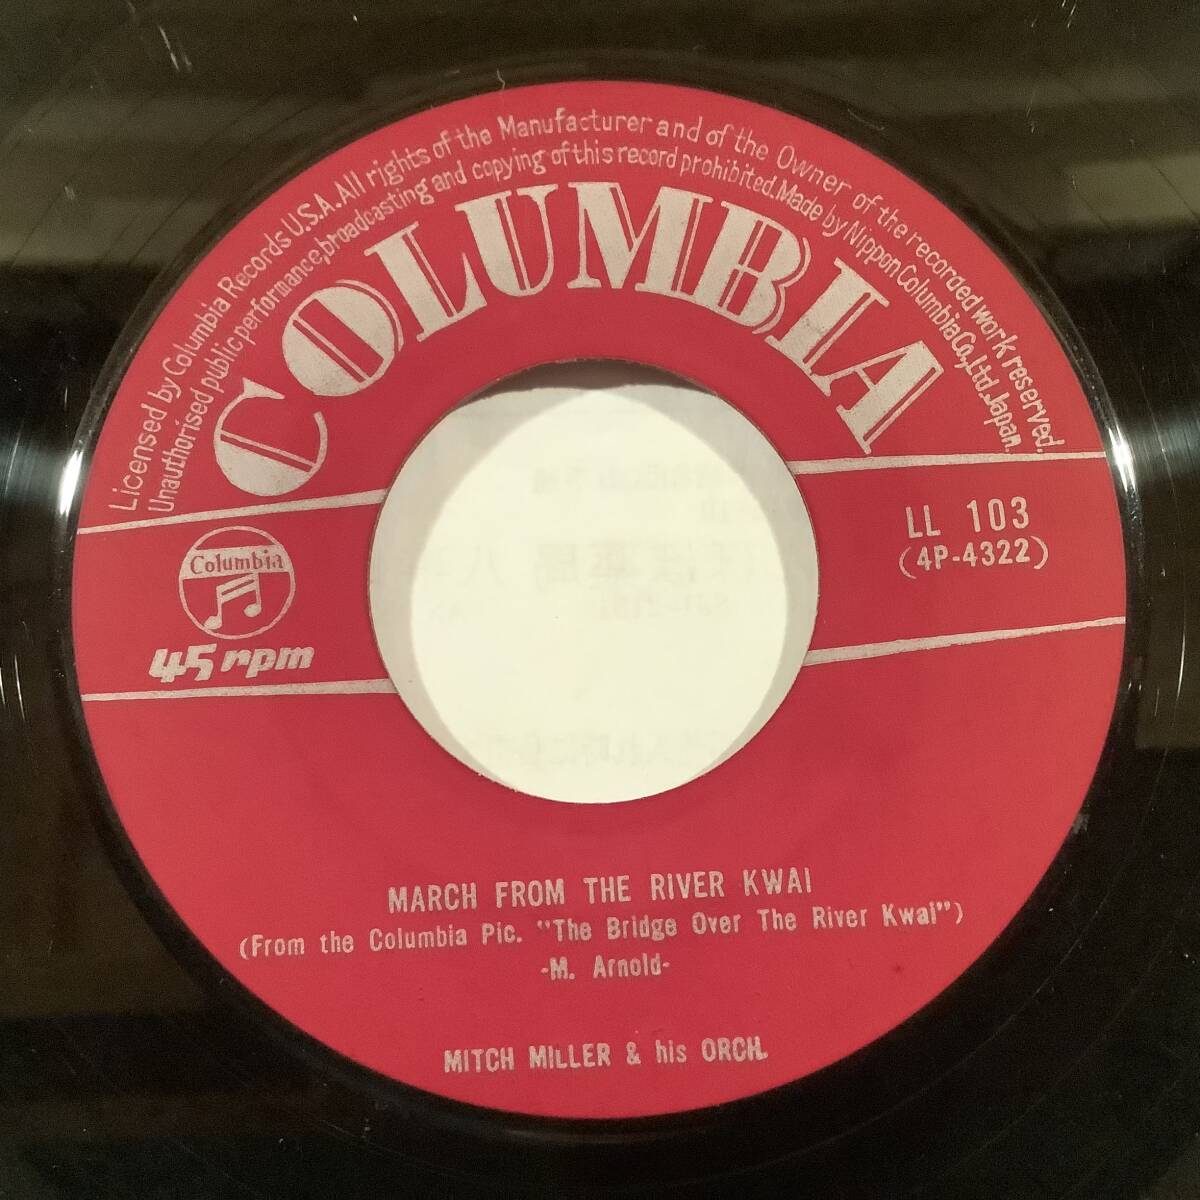 Licensed by Columbia Records U.S.A. All rights of the Manufacturer and of the Owner of the recorded work reserved.
Unauthorised public performance, broadcasting and copying of this record prohibited. Made by Nippon Columbia Co., Ltd. Japan.
COLUMBIA
LL 103
(4P-4322)
Columbia
45 rpm
MARCH FROM THE RIVER KWAI
(From the Columbia Pic. "The Bridge Over The River Kwai")
-M. Arnold-
MITCH MILLER & his ORCH.